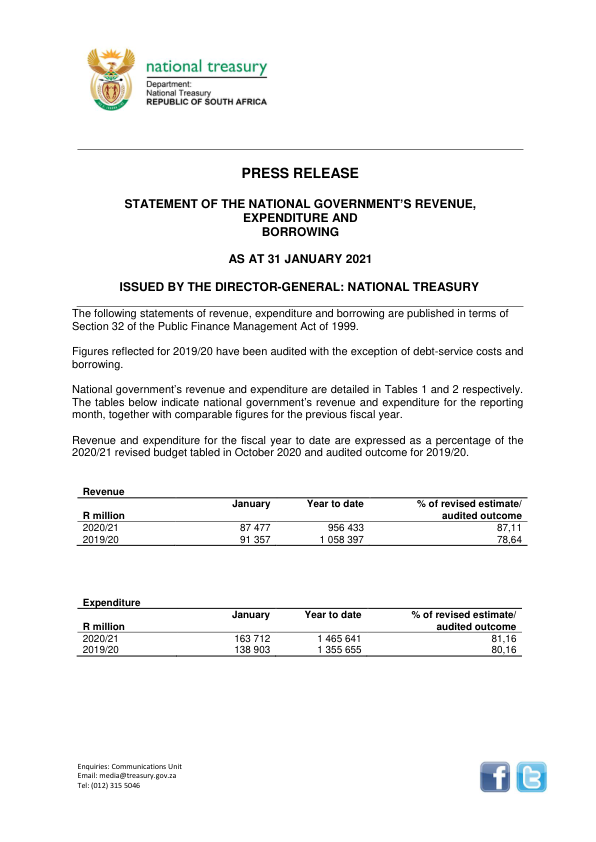 national treasury
Department:
National Treasury
REPUBLIC OF SOUTH AFRICA
PRESS RELEASE
STATEMENT OF THE NATIONAL GOVERNMENT'S REVENUE,
EXPENDITURE AND
BORROWING
AS AT 31 JANUARY 2021
ISSUED BY THE DIRECTOR-GENERAL: NATIONAL TREASURY
The following statements of revenue, expenditure and borrowing are published in terms of
Section 32 of the Public Finance Management Act of 1999.
Figures reflected for 2019/20 have been audited with the exception of debt-service costs and
borrowing.
National government's revenue and expenditure are detailed in Tables 1 and 2 respectively.
The tables below indicate national government's revenue and expenditure for the reporting
month, together with comparable figures for the previous fiscal year.
Revenue and expenditure for the fiscal year to date are expressed as a percentage of the
2020/21 revised budget tabled in October 2020 and audited outcome for 2019/20.
Revenue
January Year to date % of revised estimate/
R million audited outcome
2020/21 87 477 956 433 87,11
2019/20 91 357 1 058 397 78,64
Expenditure
January Year to date % of revised estimate/
R million audited outcome
2020/21 163 712 1 465 641 81,16
2019/20 138 903 1 355 655 80,16
Enquiries: Communications Unit
Email: media@treasury.gov.za
Tel: (012) 315 5046